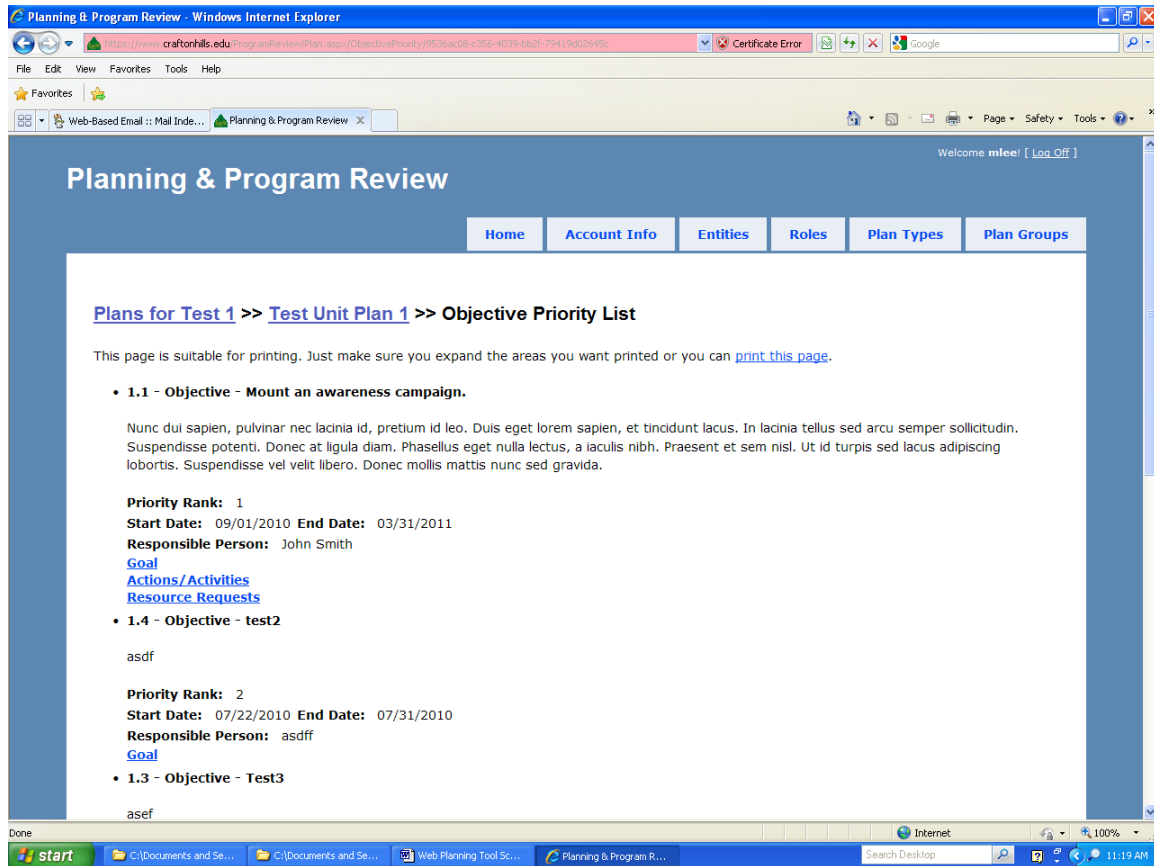 Planning & Program Review - Windows Internet Explorer
https://www.craftonhills.edu/ProgramReview/Plan.aspx/ObjectivePriority/9536ac08-c356-4039-bb2f-79419d02645c Certificate Error Google
File Edit View Favorites Tools Help
Favorites
Web-Based Email :: Mail Inde... Planning & Program Review X Page Safety Tools »
Welcome mlee! [ Log Off ]
Planning & Program Review
Home Account Info Entities Roles Plan Types Plan Groups
Plans for Test 1 >> Test Unit Plan 1 >> Objective Priority List
This page is suitable for printing. Just make sure you expand the areas you want printed or you can print this page.
• 1.1 - Objective - Mount an awareness campaign.
Nunc dui sapien, pulvinar nec lacinia id, pretium id leo. Duis eget lorem sapien, et tincidunt lacus. In lacinia tellus sed arcu semper sollicitudin.
Suspendisse potenti. Donec at ligula diam. Phasellus eget nulla lectus, a iaculis nibh. Praesent et sem nisl. Ut id turpis sed lacus adipiscing
lobortis. Suspendisse vel velit libero. Donec mollis mattis nunc sed gravida.
Priority Rank: 1
Start Date: 09/01/2010 End Date: 03/31/2011
Responsible Person: John Smith
Goal
Actions/Activities
Resource Requests
• 1.4 - Objective - test2
asdf
Priority Rank: 2
Start Date: 07/22/2010 End Date: 07/31/2010
Responsible Person: asdff
Goal
• 1.3 - Objective - Test3
asef
Done Internet 100%
start C:\Documents and Se... C:\Documents and Se... Web Planning Tool Sc... Planning & Program R... Search Desktop 11:19 AM